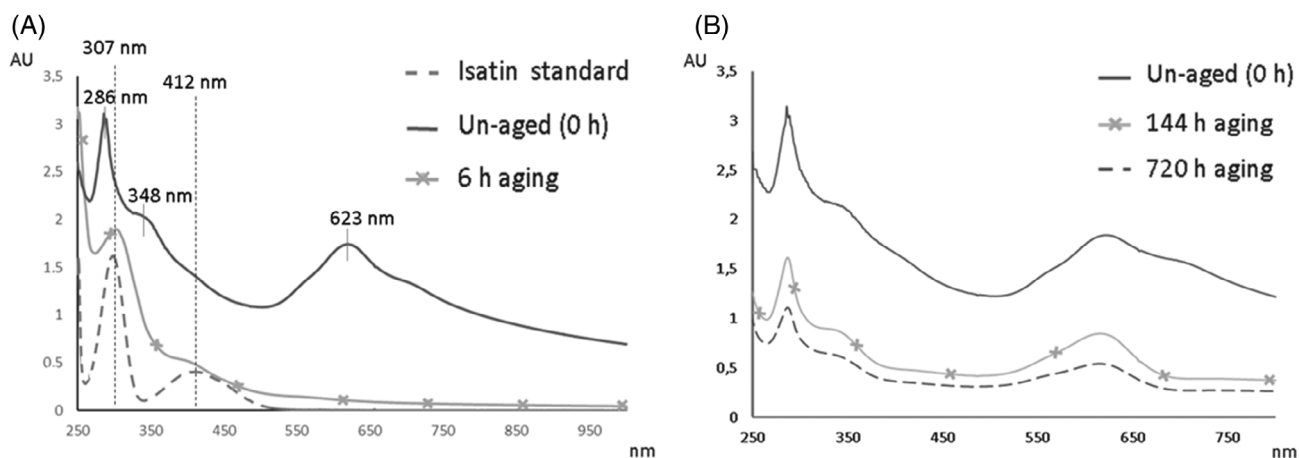 (A)
307 nm
AU
3,5
286 nm
412 nm
Isatin standard
Un-aged (0 h)
6 h aging
3
2,5
348 nm
623 nm
2
1,5
1
0,5
0
250 350 450 550 650 750 850 950
nm
(B)
AU
3,5
Un-aged (0 h)
144 h aging
720 h aging
3
2,5
2
1,5
1
0,5
0
250 350 450 550 650 750
nm